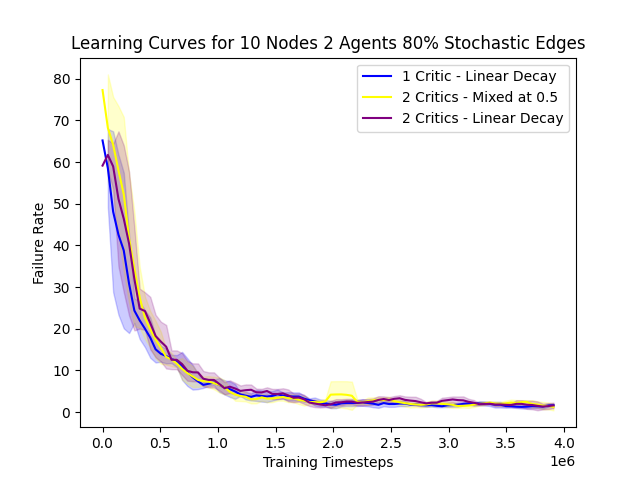 Learning Curves for 10 Nodes 2 Agents 80% Stochastic Edges
1 Critic - Linear Decay
2 Critics - Mixed at 0.5
2 Critics - Linear Decay
Failure Rate
80
70
60
50
40
30
20
10
0
0.0 0.5 1.0 1.5 2.0 2.5 3.0 3.5 4.0
1e6
Training Timesteps